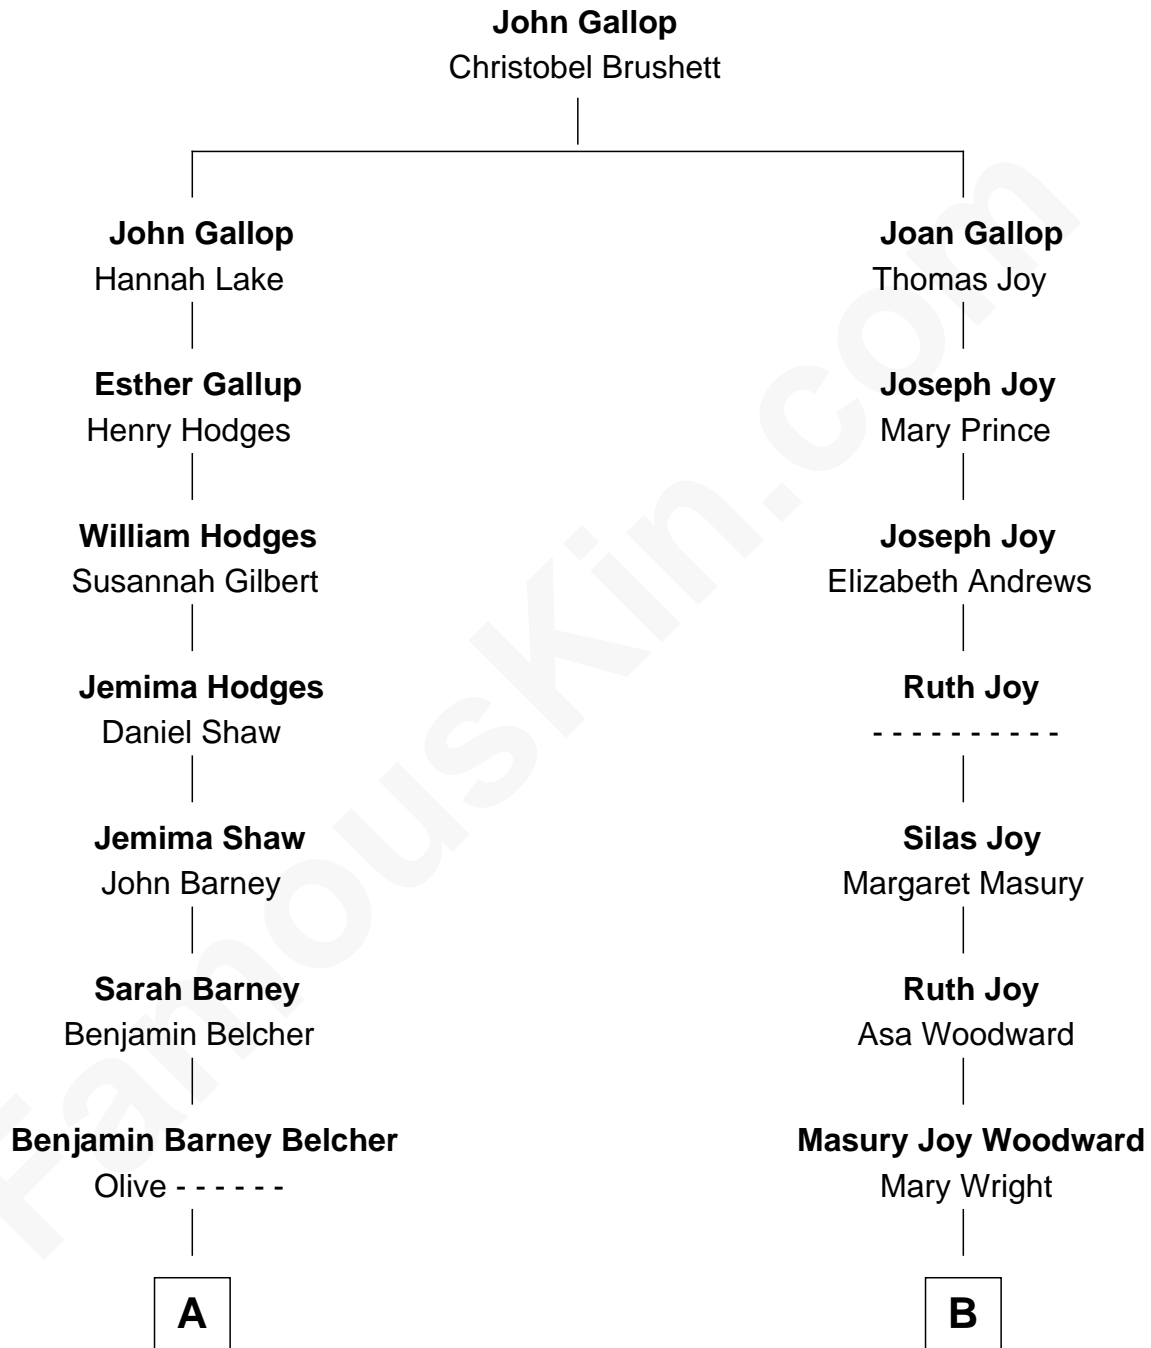 John Gallop
Christobel Brushett
John Gallop
Hannah Lake
Esther Gallup
Henry Hodges
William Hodges
Susannah Gilbert
Jemima Hodges
Daniel Shaw
Jemima Shaw
John Barney
Sarah Barney
Benjamin Belcher
Benjamin Barney Belcher
Olive - - - - - -
A
Joan Gallop
Thomas Joy
Joseph Joy
Mary Prince
Joseph Joy
Elizabeth Andrews
Ruth Joy
- - - - - - - - - -
Silas Joy
Margaret Masury
Ruth Joy
Asa Woodward
Masury Joy Woodward
Mary Wright
B
FamousKin.com